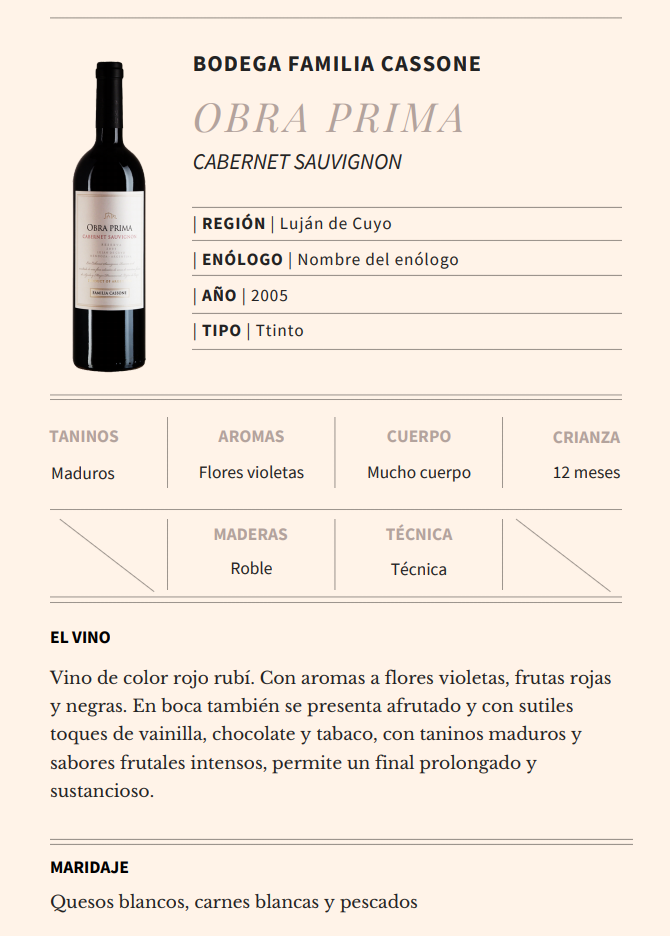 BODEGA FAMILIA CASSONE
OBRA PRIMA
CABERNET SAUVIGNON
| REGIÓN | Luján de Cuyo
| ENÓLOGO | Nombre del enólogo
| AÑO | 2005
| TIPO | Ttinto
OBRA PRIMA
CABERNET SAUVIGNON
FAMILIA CASSONE
TANINOS
Maduros
AROMAS
Flores violetas
CUERPO
Mucho cuerpo
CRIANZA
12 meses
MADERAS
Roble
TÉCNICA
Técnica
EL VINO
Vino de color rojo rubí. Con aromas a flores violetas, frutas rojas
y negras. En boca también se presenta afrutado y con sutiles
toques de vainilla, chocolate y tabaco, con taninos maduros y
sabores frutales intensos, permite un final prolongado y
sustancioso.
MARIDAJE
Quesos blancos, carnes blancas y pescados